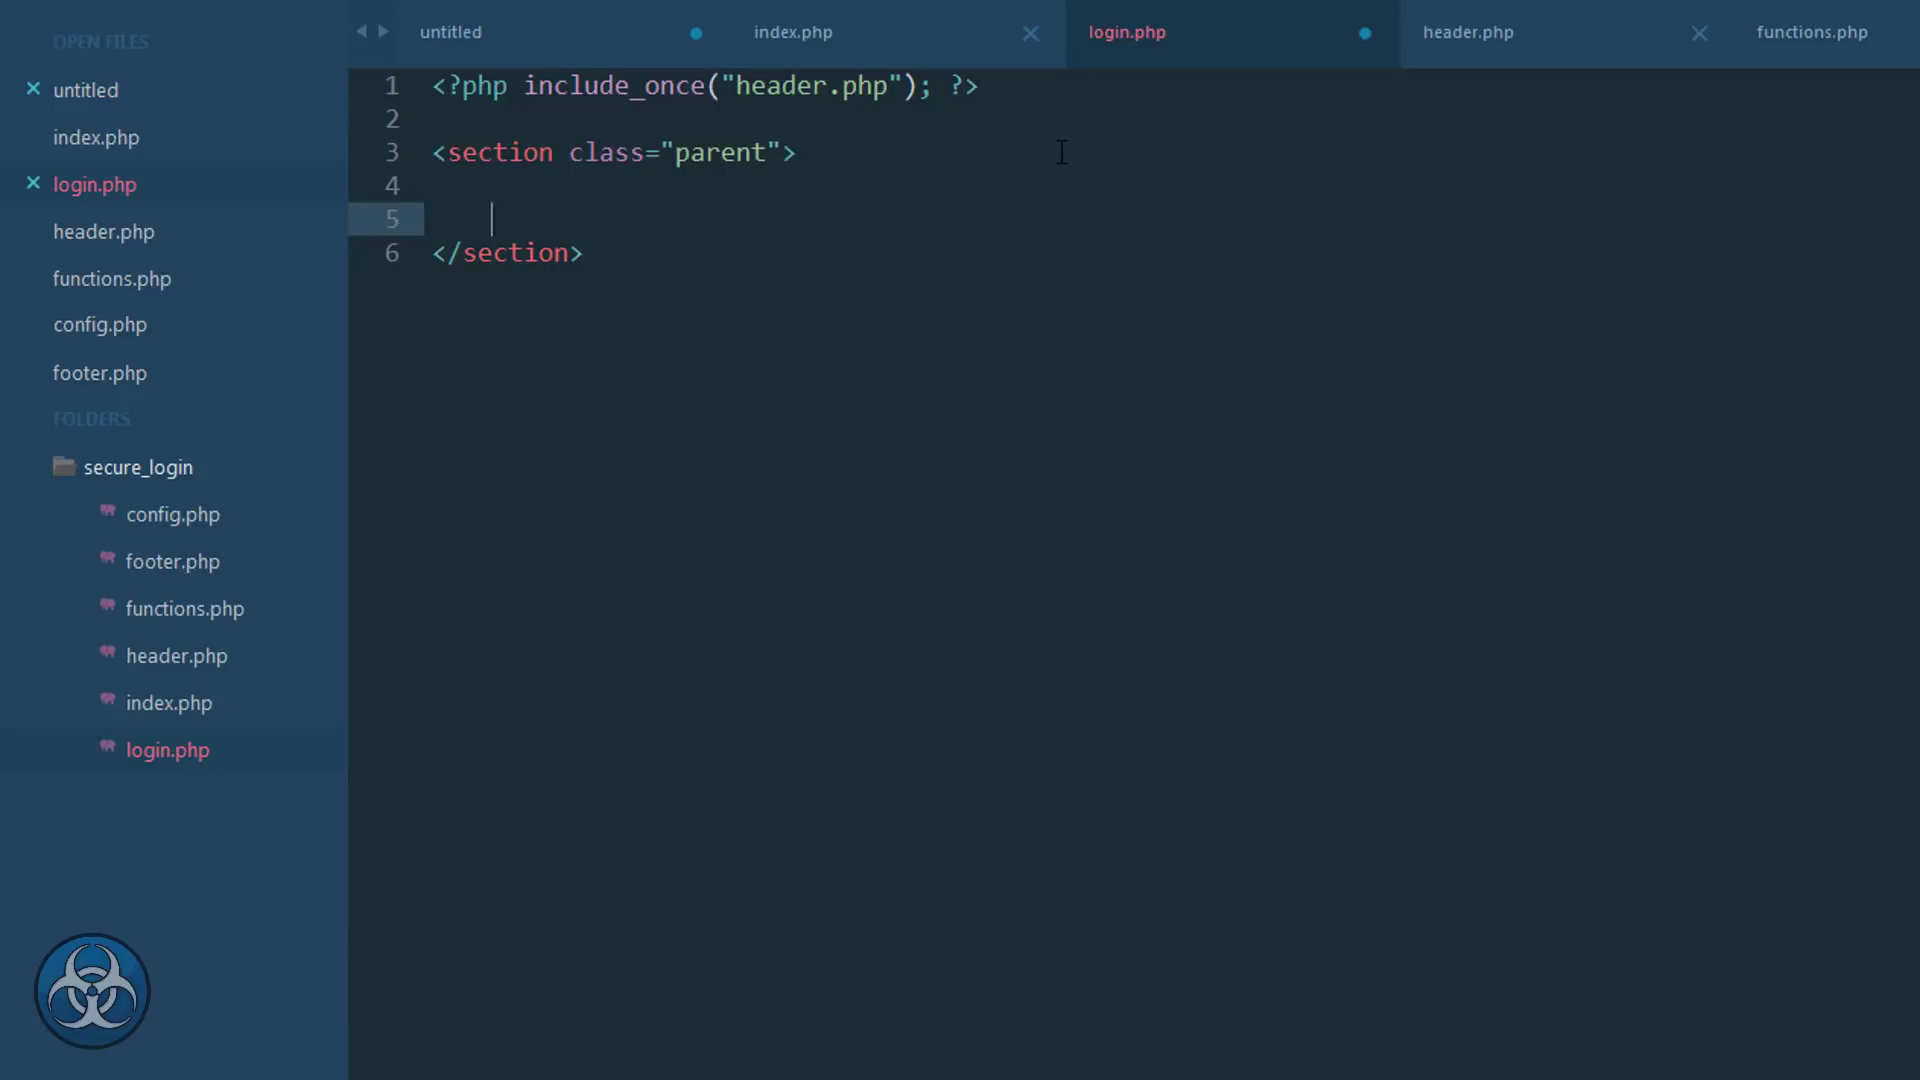 OPEN FILES
untitled
index.php
login.php
header.php
functions.php
config.php
footer.php
FOLDERS
secure_login
config.php
footer.php
functions.php
header.php
index.php
login.php
untitled
index.php
login.php
header.php
functions.php
1 <?php include_once("header.php"); ?>
2
3 <section class="parent">
4
5
6 </section>